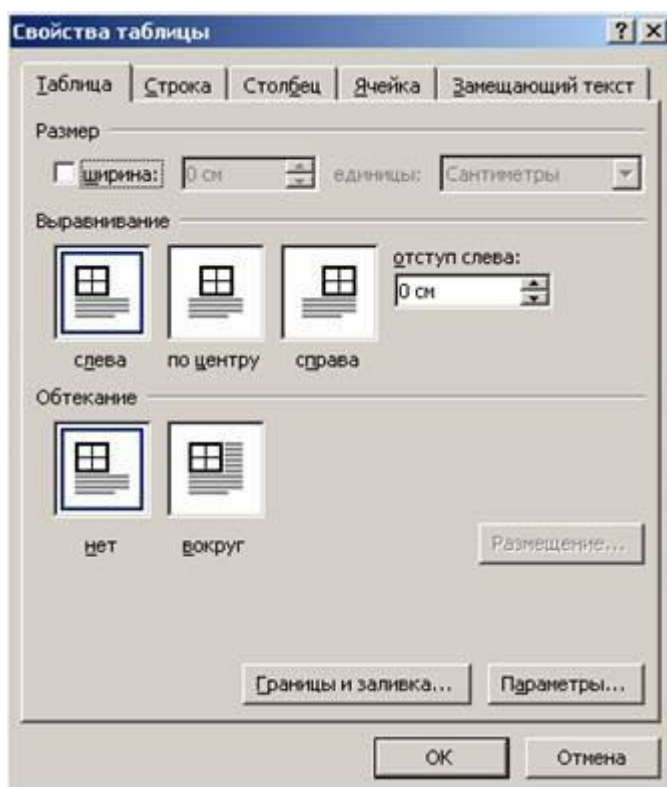 Свойства таблицы ? X
Таблица Строка Столбец Ячейка Замещающий текст
Размер
ширина: 0 см единицы: Сантиметры
Выравнивание
отступ слева:
0 см
слева по центру справа
Обтекание
нет вокруг
Размещение...
Границы и заливка... Параметры...
ОК Отмена